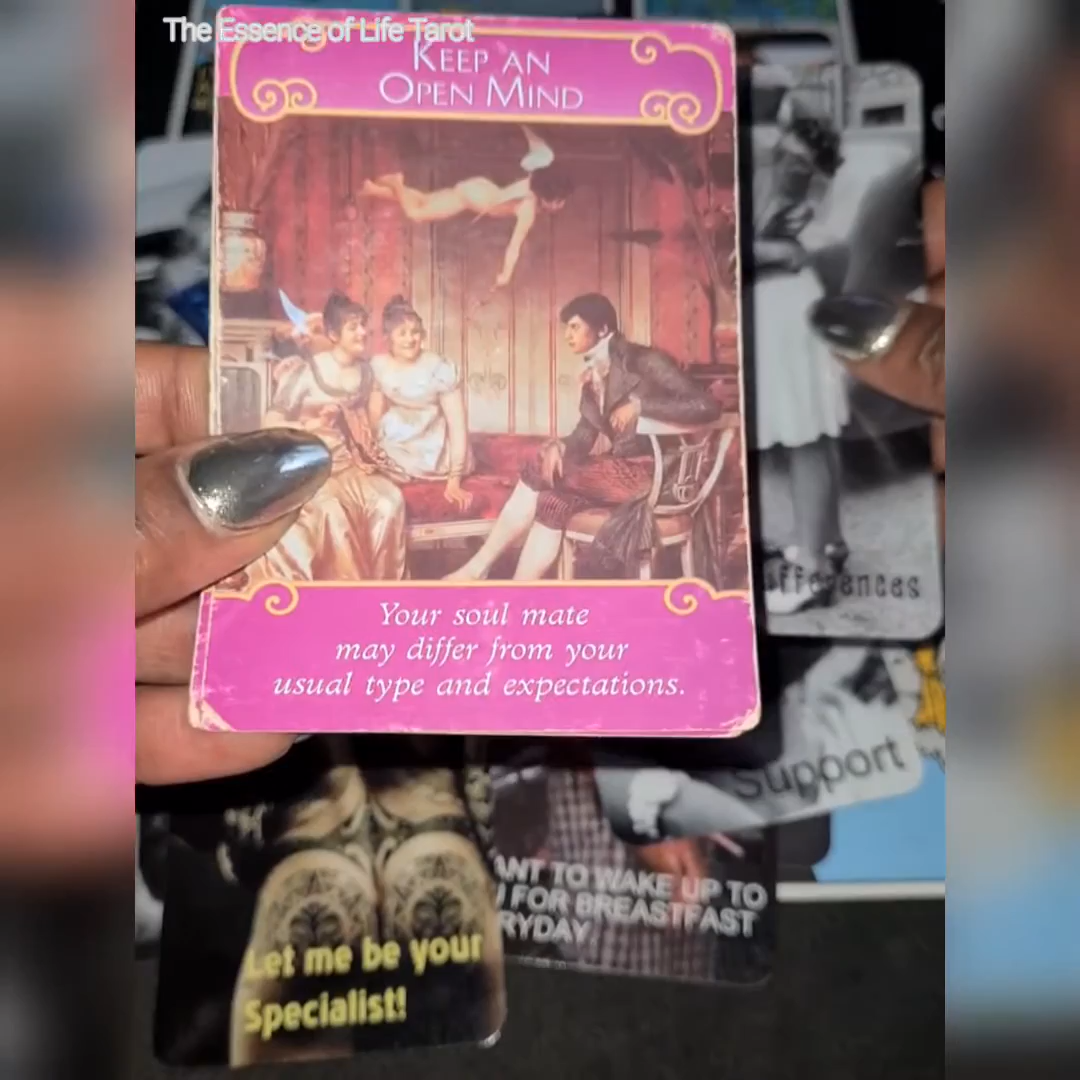 The Essence of Life Tarot
KEEP AN
OPEN MIND
Your soul mate
may differ from your
usual type and expectations.
Support
ANT TO WAKE UP TO
FOR BREASTFAST
RYDAY
Let me be your
Specialist!